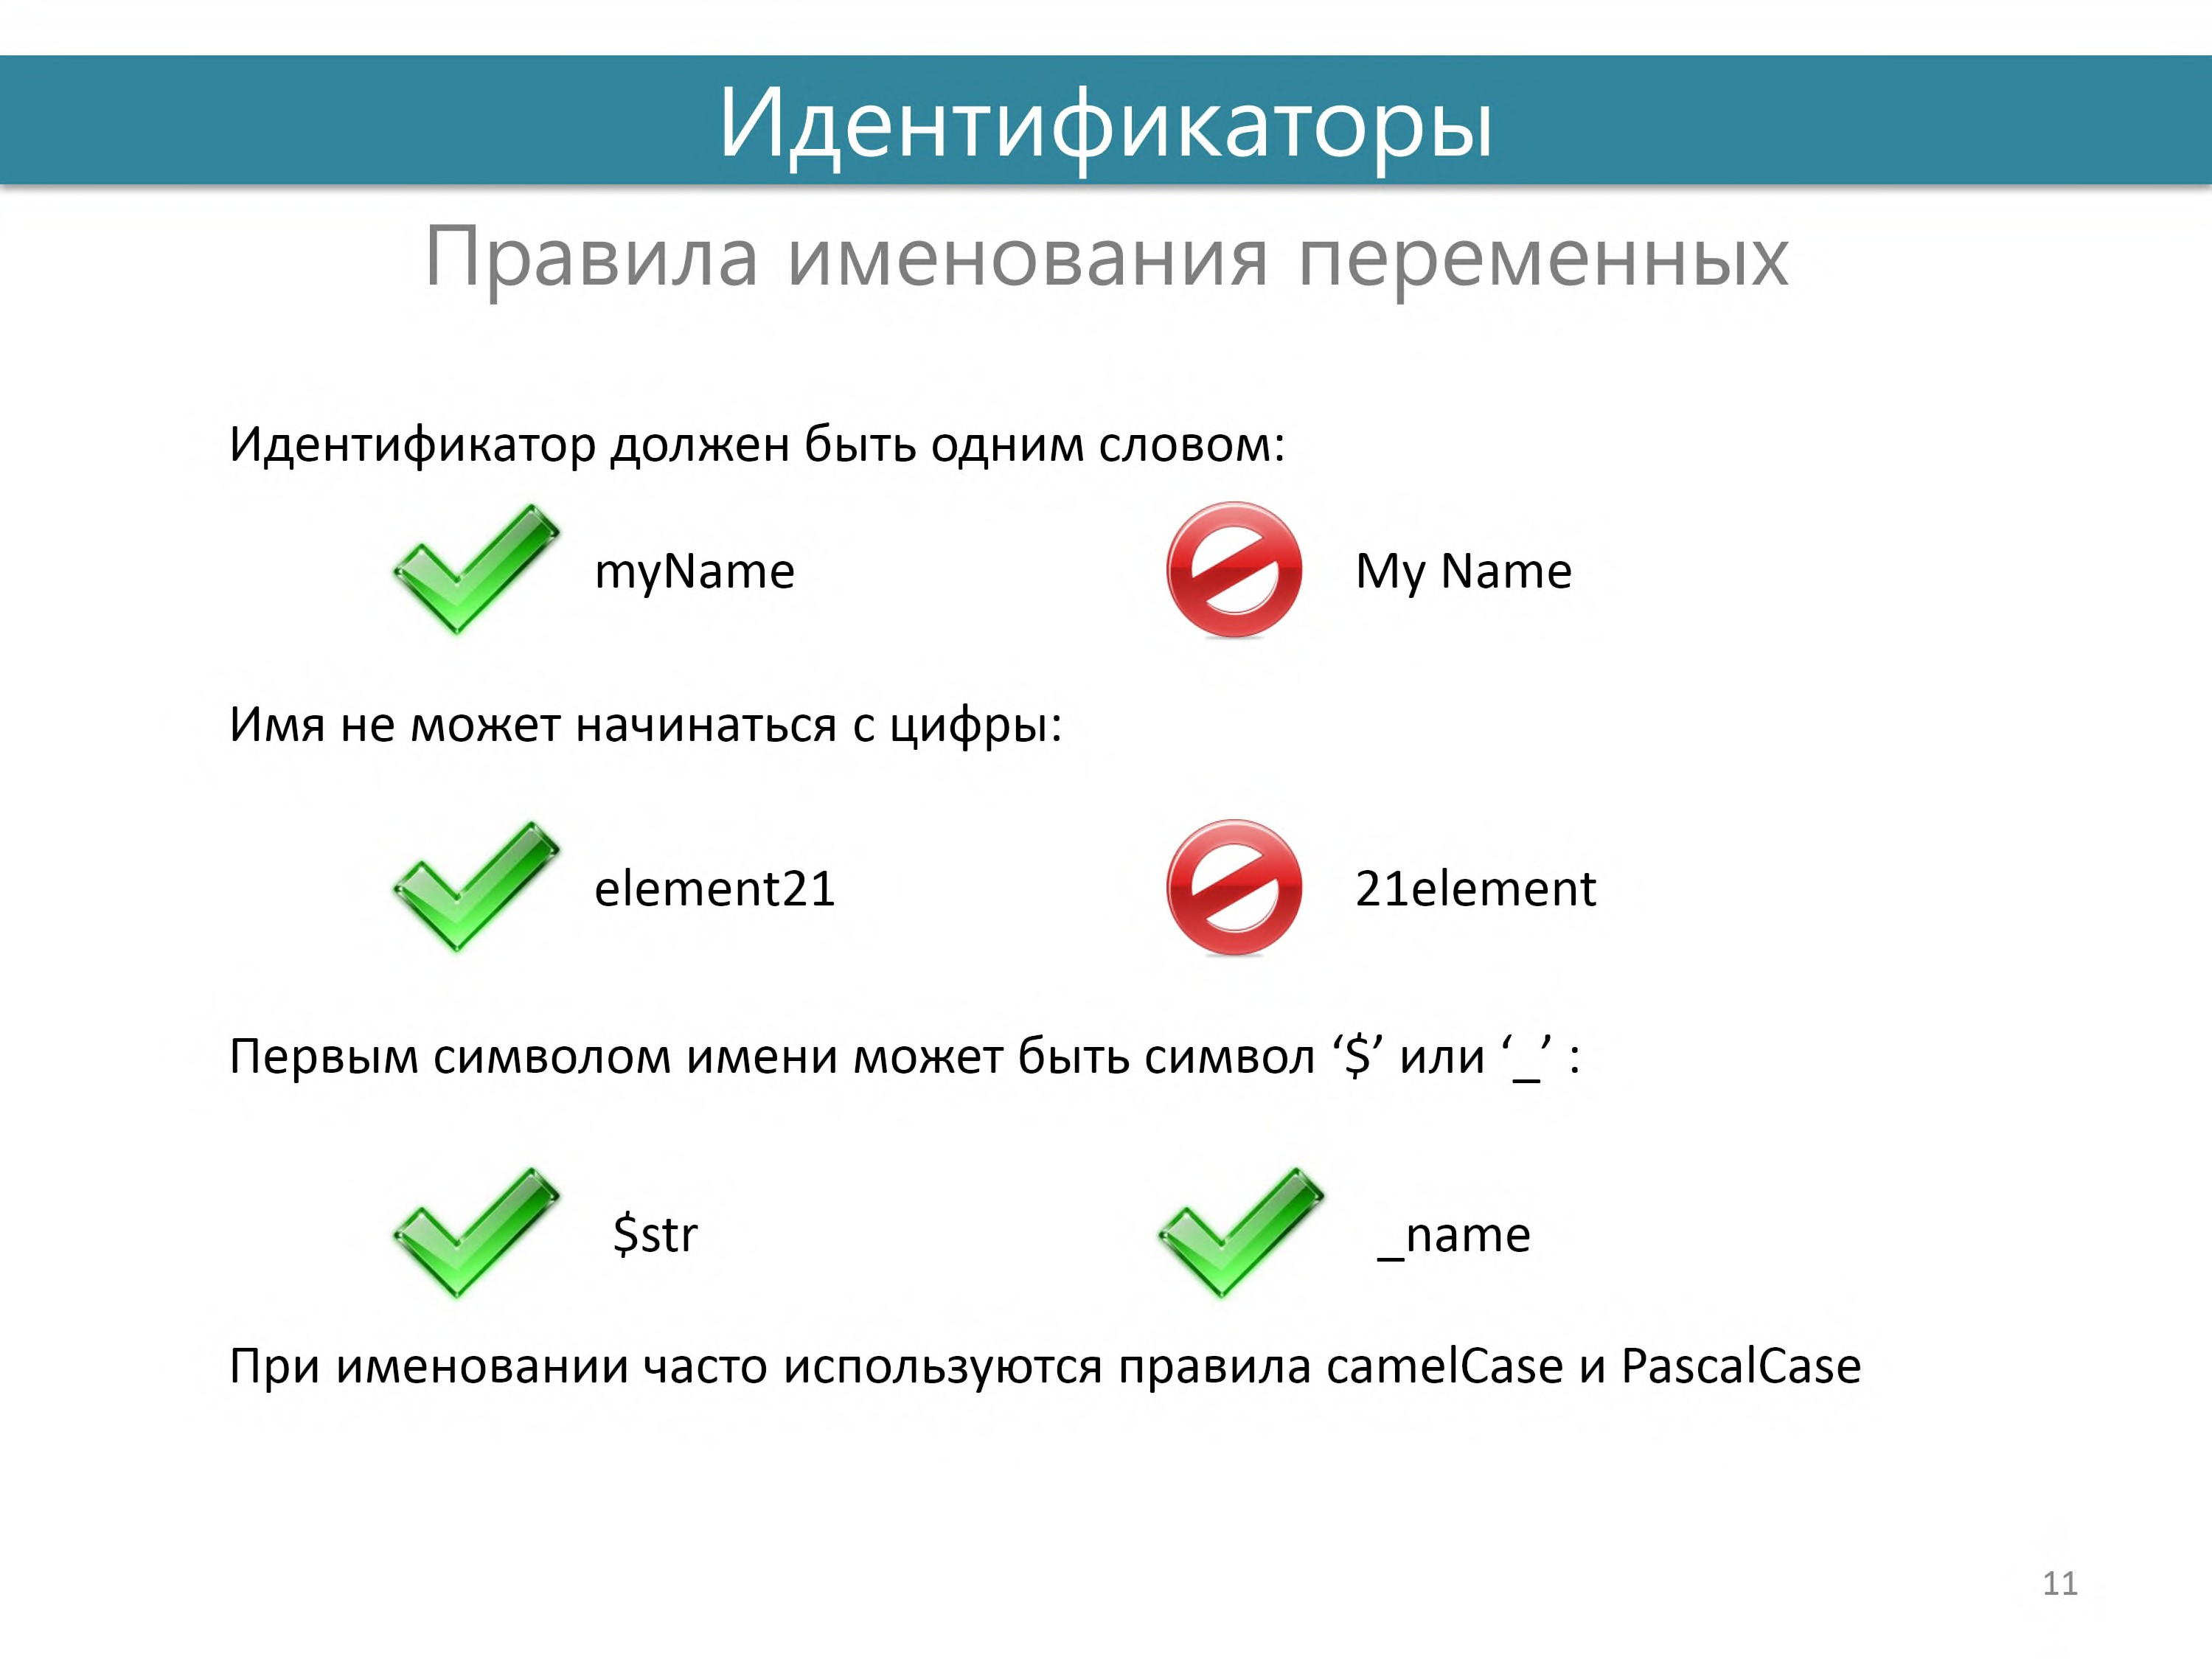 Идентификаторы
Правила именования переменных
Идентификатор должен быть одним словом:
myName My Name
Имя не может начинаться с цифры:
element21 21element
Первым символом имени может быть символ ‘$’ или ‘_’ :
$str _name
При именовании часто используются правила camelCase и PascalCase
11